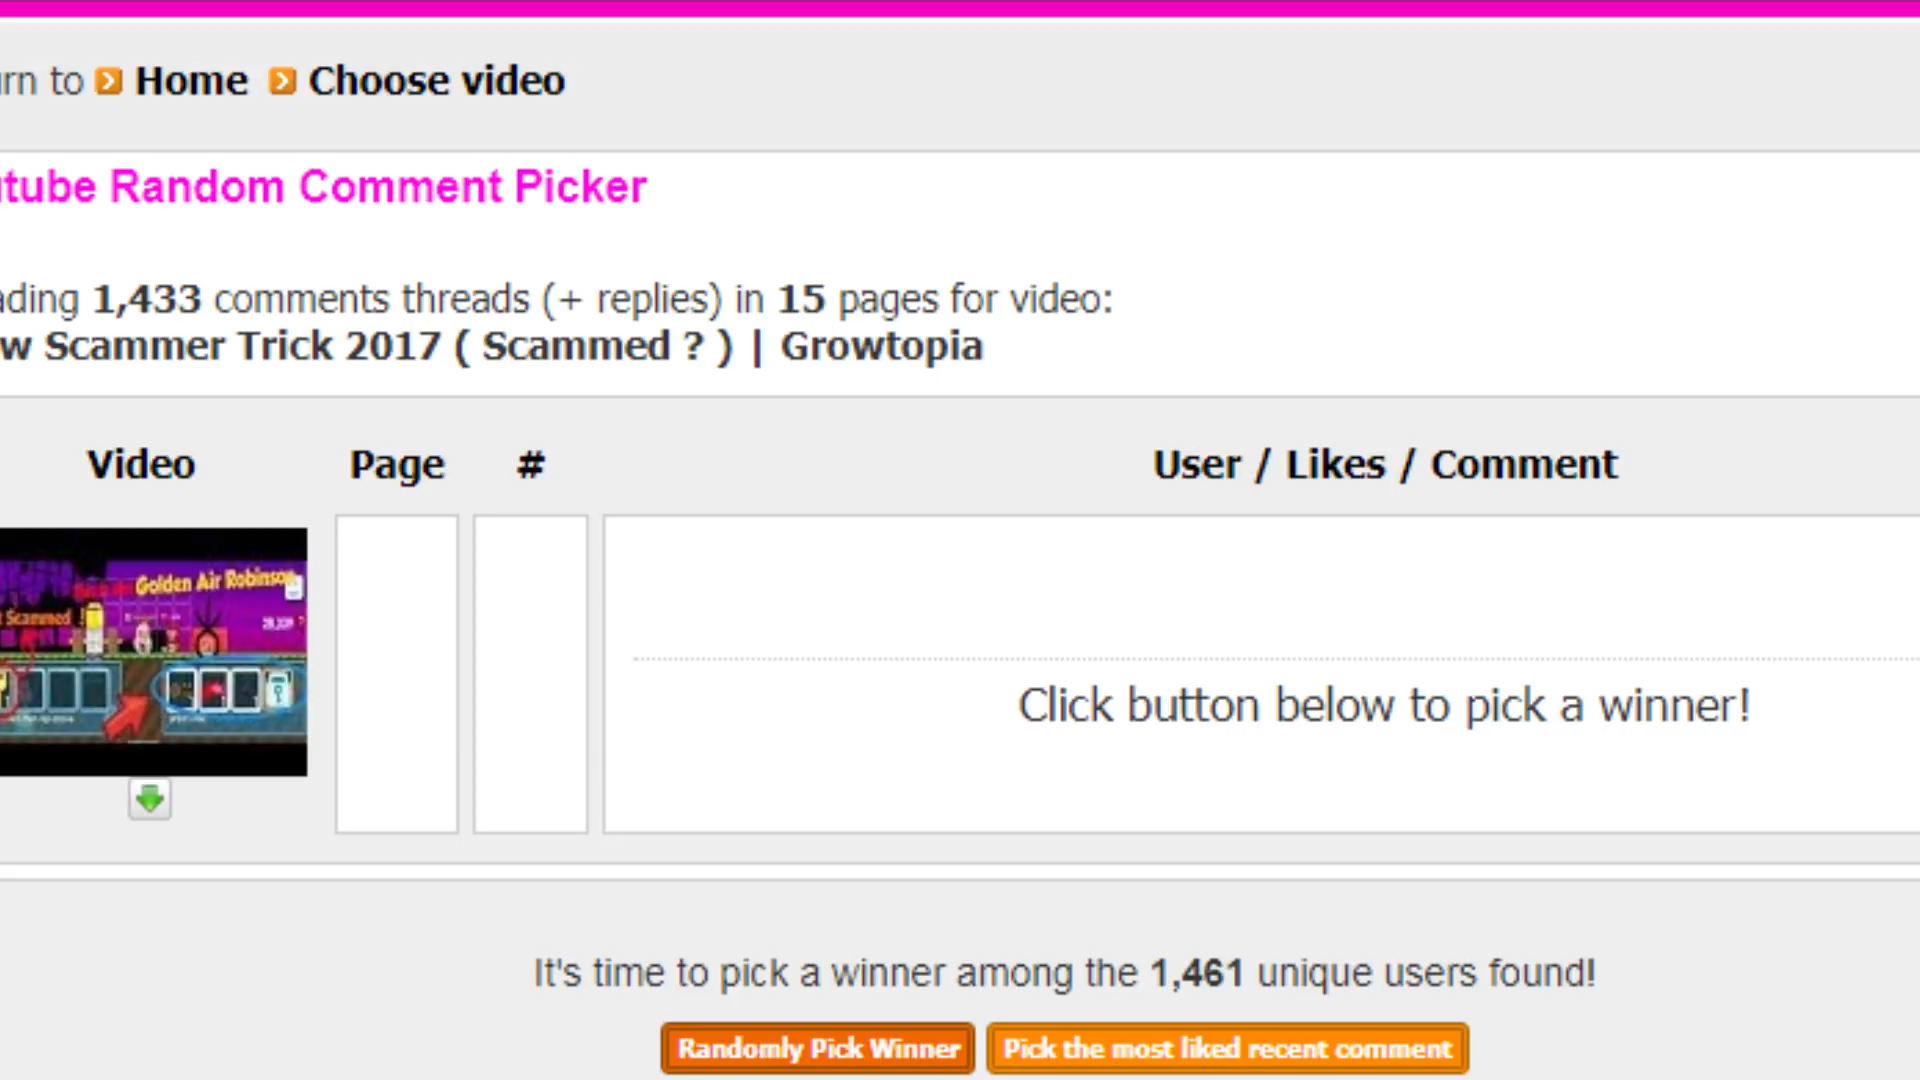 rn to Home Choose video
tube Random Comment Picker
ading 1,433 comments threads (+ replies) in 15 pages for video:
w Scammer Trick 2017 ( Scammed ? ) | Growtopia
Video Page # User / Likes / Comment
Golden Air Robinson
Scammed !
Click button below to pick a winner!
It's time to pick a winner among the 1,461 unique users found!
Randomly Pick Winner Pick the most liked recent comment